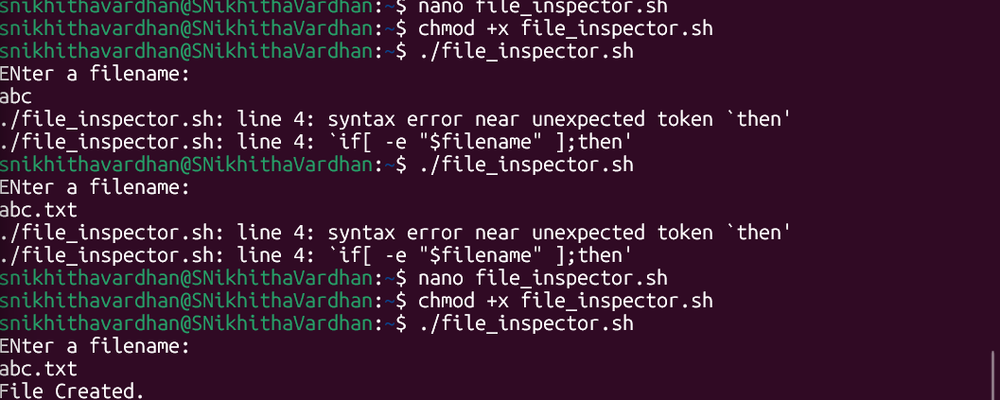 snikhithavardhan@SNikhithaVardhan:~$ nano file_inspector.sh
snikhithavardhan@SNikhithaVardhan:~$ chmod +x file_inspector.sh
snikhithavardhan@SNikhithaVardhan:~$ ./file_inspector.sh
ENter a filename:
abc
./file_inspector.sh: line 4: syntax error near unexpected token `then'
./file_inspector.sh: line 4: `if[ -e "$filename" ];then'
snikhithavardhan@SNikhithaVardhan:~$ ./file_inspector.sh
ENter a filename:
abc.txt
./file_inspector.sh: line 4: syntax error near unexpected token `then'
./file_inspector.sh: line 4: `if[ -e "$filename" ];then'
snikhithavardhan@SNikhithaVardhan:~$ nano file_inspector.sh
snikhithavardhan@SNikhithaVardhan:~$ chmod +x file_inspector.sh
snikhithavardhan@SNikhithaVardhan:~$ ./file_inspector.sh
ENter a filename:
abc.txt
File Created.